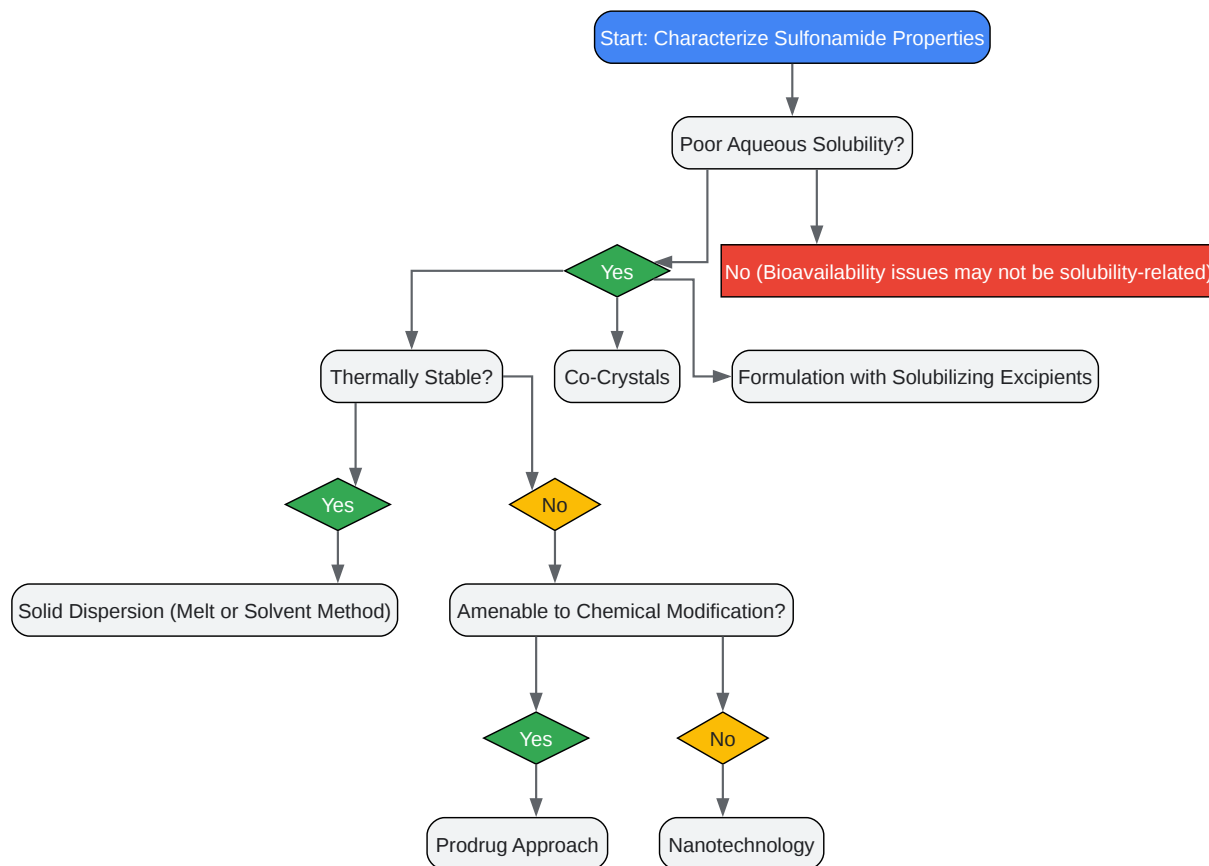 Start: Characterize Sulfonamide Properties
Poor Aqueous Solubility?
Yes
No (Bioavailability issues may not be solubility-related)
Thermally Stable?
Co-Crystals
Formulation with Solubilizing Excipients
Yes
No
Solid Dispersion (Melt or Solvent Method)
Amenable to Chemical Modification?
Yes
No
Prodrug Approach
Nanotechnology